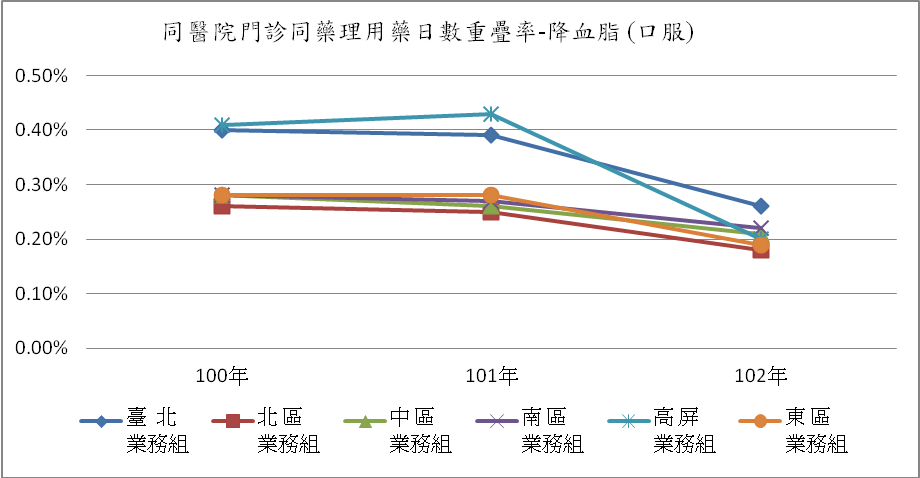 同醫院門診同藥理用藥日數重疊率-降血脂 (口服)
0.50%
0.40%
0.30%
0.20%
0.10%
0.00%
100年 101年 102年
臺 北 北區 中區 南區 高屏 東區
業務組 業務組 業務組 業務組 業務組 業務組